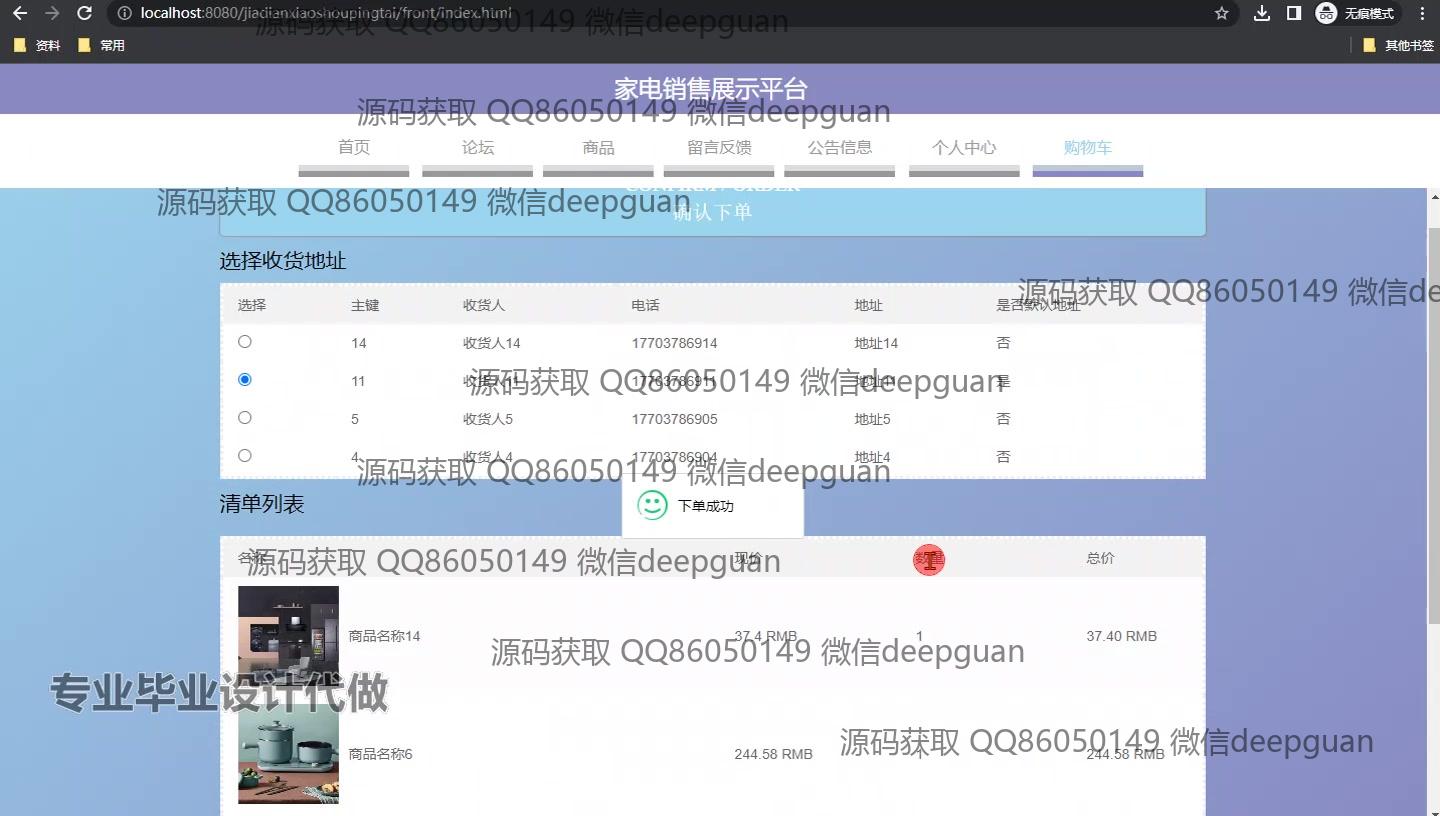 localhost:8080/jiadianxiaoshoupingtai/front/index.html
无痕模式
资料
常用
其他书签
源码获取 QQ86050149 微信deepguan
家电销售展示平台
源码获取 QQ86050149 微信deepguan
首页
论坛
商品
留言反馈
公告信息
个人中心
购物车
CONFIRM / ORDER
源码获取 QQ86050149 微信deepguan
确认下单
选择收货地址
源码获取 QQ86050149 微信de
选择 主键 收货人 电话 地址 是否默认地址
14 收货人14 17703786914 地址14 否
11 收货人11 17703786911 地址11 是
源码获取 QQ86050149 微信deepguan
5 收货人5 17703786905 地址5 否
4 收货人4 17703786904 地址4 否
源码获取 QQ86050149 微信deepguan
清单列表
下单成功
名称 现价 数量 总价
源码获取 QQ86050149 微信deepguan
商品名称14 37.4 RMB 1 37.40 RMB
源码获取 QQ86050149 微信deepguan
专业毕业设计代做
源码获取 QQ86050149 微信deepguan
商品名称6 244.58 RMB 1 244.58 RMB